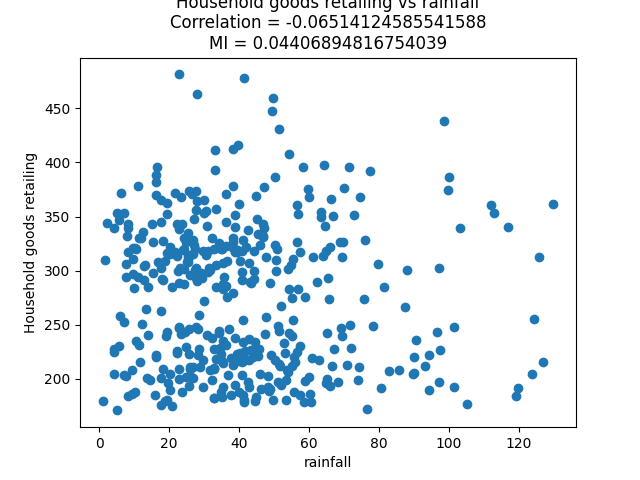 Household goods retailing vs rainfall
Correlation = -0.06514124585541588
MI = 0.04406894816754039
450
400
350
300
250
200
Household goods retailing
0 20 40 60 80 100 120
rainfall